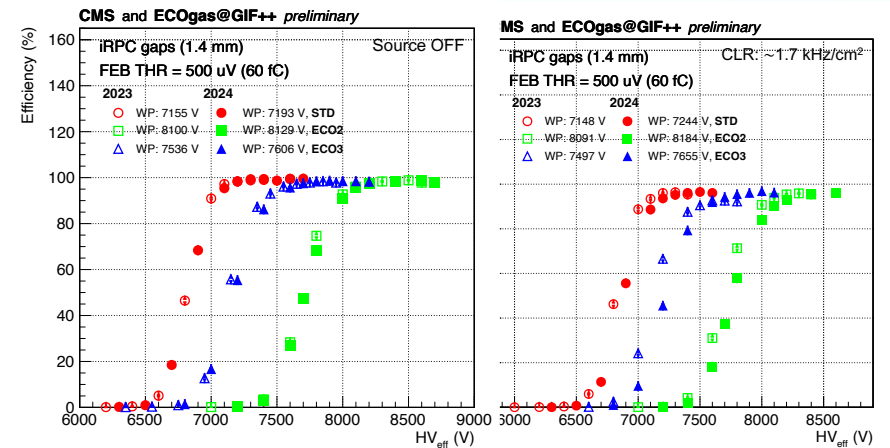 CMS and ECOgas@GIF++ preliminary
Efficiency (%)
160
140
120
100
80
60
40
20
0
iRPC gaps (1.4 mm)
Source OFF
FEB THR = 500 uV (60 fC)
2023 2024
WP: 7155 V WP: 7193 V, STD
WP: 8100 V WP: 8129 V, ECO2
WP: 7536 V WP: 7606 V, ECO3
6000 6500 7000 7500 8000 8500 9000
HVeff (V)
MS and ECOgas@GIF++ preliminary
iRPC gaps (1.4 mm)
CLR: ~1.7 kHz/cm²
FEB THR = 500 uV (60 fC)
2023 2024
WP: 7148 V WP: 7244 V, STD
WP: 8091 V WP: 8184 V, ECO2
WP: 7497 V WP: 7655 V, ECO3
6500 7000 7500 8000 8500
HVeff (V)